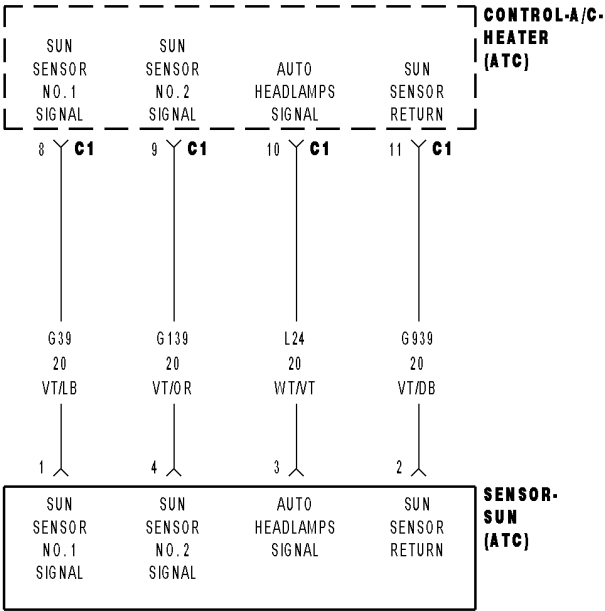 CONTROL-A/C-
HEATER
(ATC)
SUN
SENSOR
NO.1
SIGNAL
SUN
SENSOR
NO.2
SIGNAL
AUTO
HEADLAMPS
SIGNAL
SUN
SENSOR
RETURN
8 C1
9 C1
10 C1
11 C1
G39
20
VT/LB
G139
20
VT/OR
L24
20
WT/VT
G939
20
VT/DB
1
4
3
2
SENSOR-
SUN
(ATC)
SUN
SENSOR
NO.1
SIGNAL
SUN
SENSOR
NO.2
SIGNAL
AUTO
HEADLAMPS
SIGNAL
SUN
SENSOR
RETURN